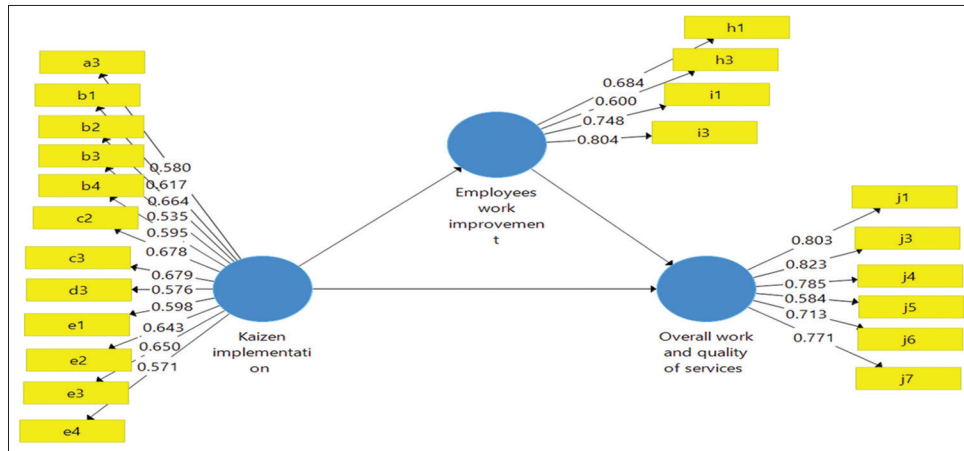 h1
h3
i1
i3
0.684
0.600
0.748
0.804
a3
b1
b2
b3
b4
c2
c3
d3
e1
e2
e3
e4
0.580
0.617
0.664
0.535
0.595
0.678
0.679
0.576
0.598
0.643
0.650
0.571
Employees
work
improvemen
t
Kaizen
implementati
on
Overall work
and quality
of services
0.803
0.823
0.785
0.584
0.713
0.771
j1
j3
j4
j5
j6
j7